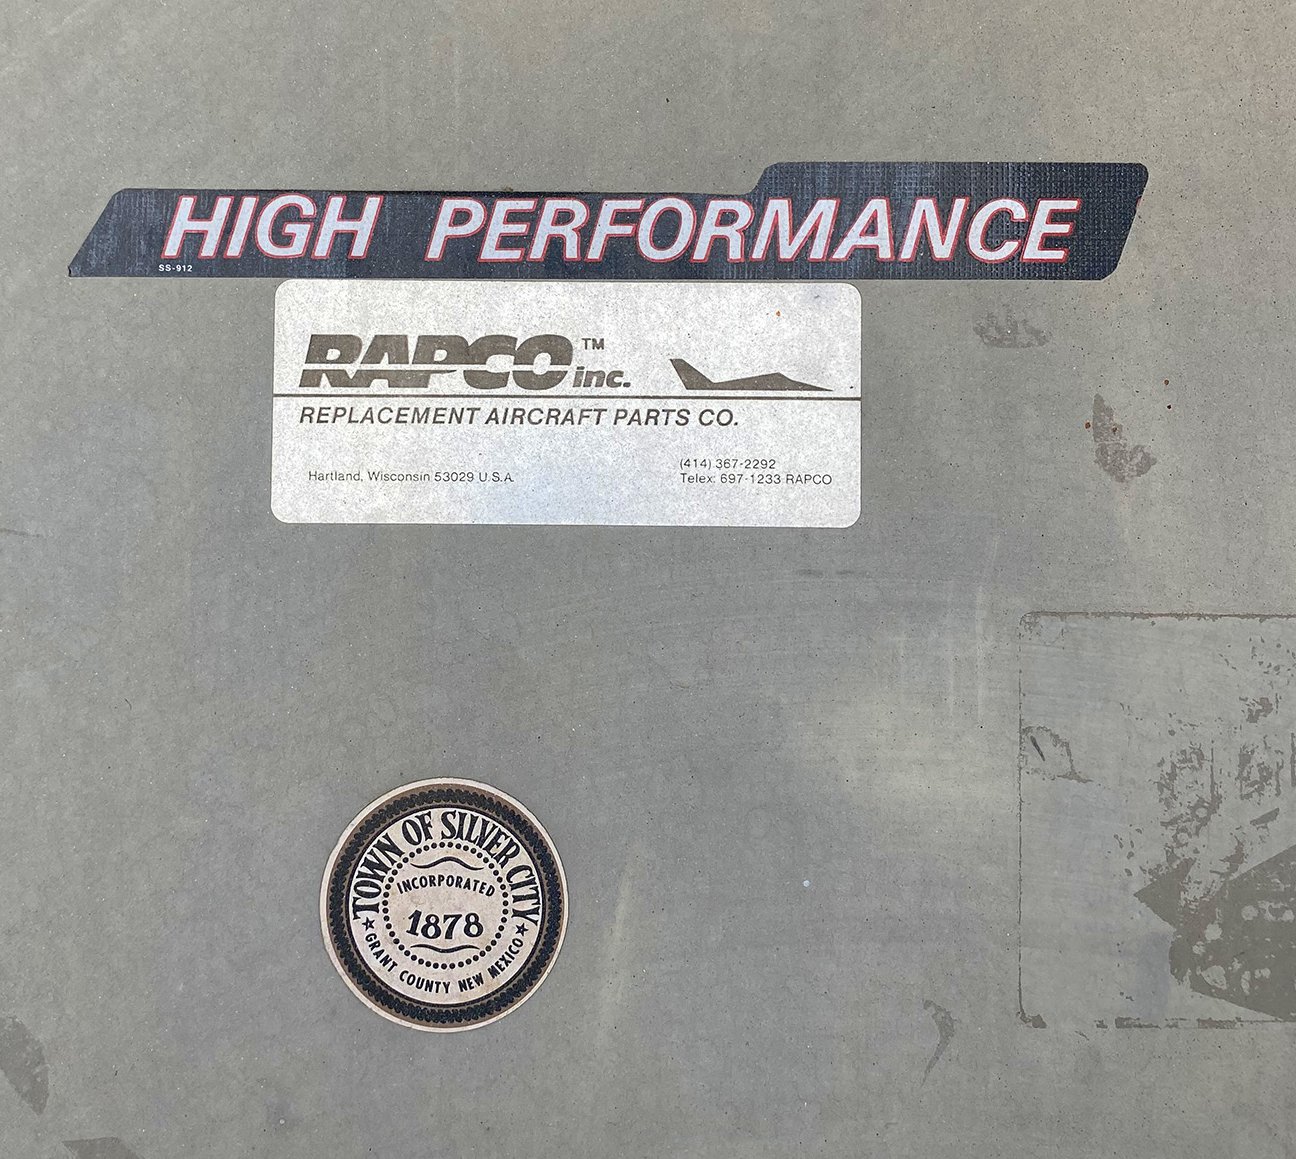 HIGH PERFORMANCE
SS-912
RAPCO™ inc.
REPLACEMENT AIRCRAFT PARTS CO.
Hartland, Wisconsin 53029 U.S.A.
(414) 367-2292
Telex: 697-1233 RAPCO
TOWN OF SILVER CITY
INCORPORATED
1878
★ GRANT COUNTY NEW MEXICO ★